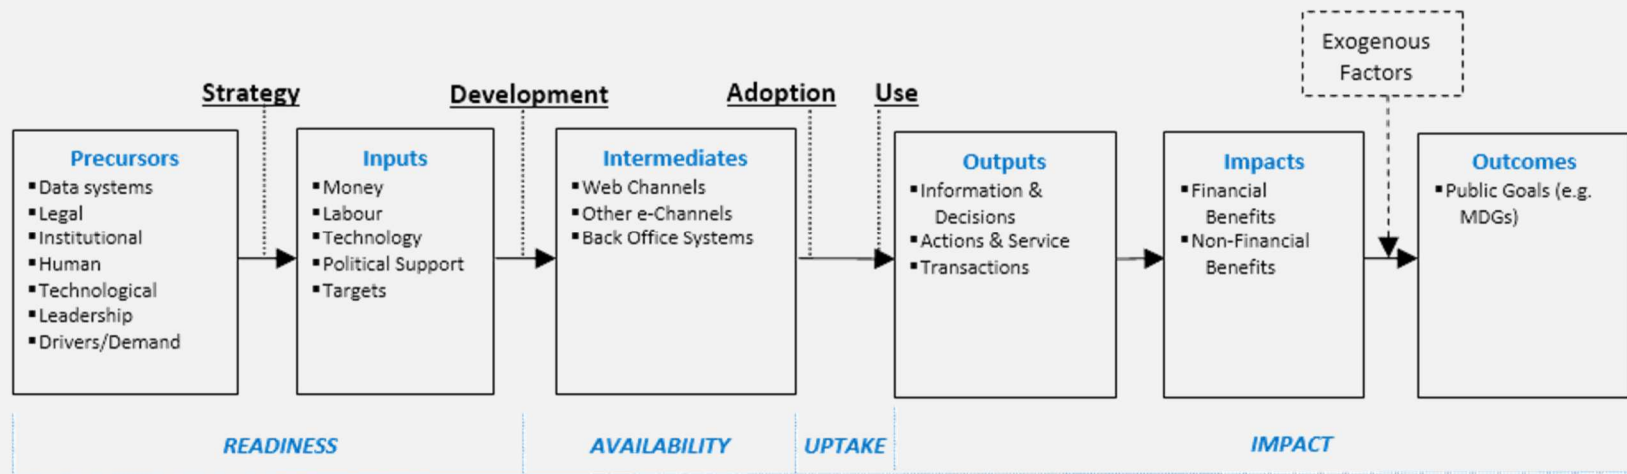 Exogenous
Factors
Strategy
Development
Adoption
Use
Precursors
▪Data systems
▪Legal
▪Institutional
▪Human
▪Technological
▪Leadership
▪Drivers/Demand
Inputs
▪Money
▪Labour
▪Technology
▪Political Support
▪Targets
Intermediates
▪Web Channels
▪Other e-Channels
▪Back Office Systems
Outputs
▪Information &
Decisions
▪Actions & Service
▪Transactions
Impacts
▪Financial
Benefits
▪Non-Financial
Benefits
Outcomes
▪Public Goals (e.g.
MDGs)
READINESS
AVAILABILITY
UPTAKE
IMPACT